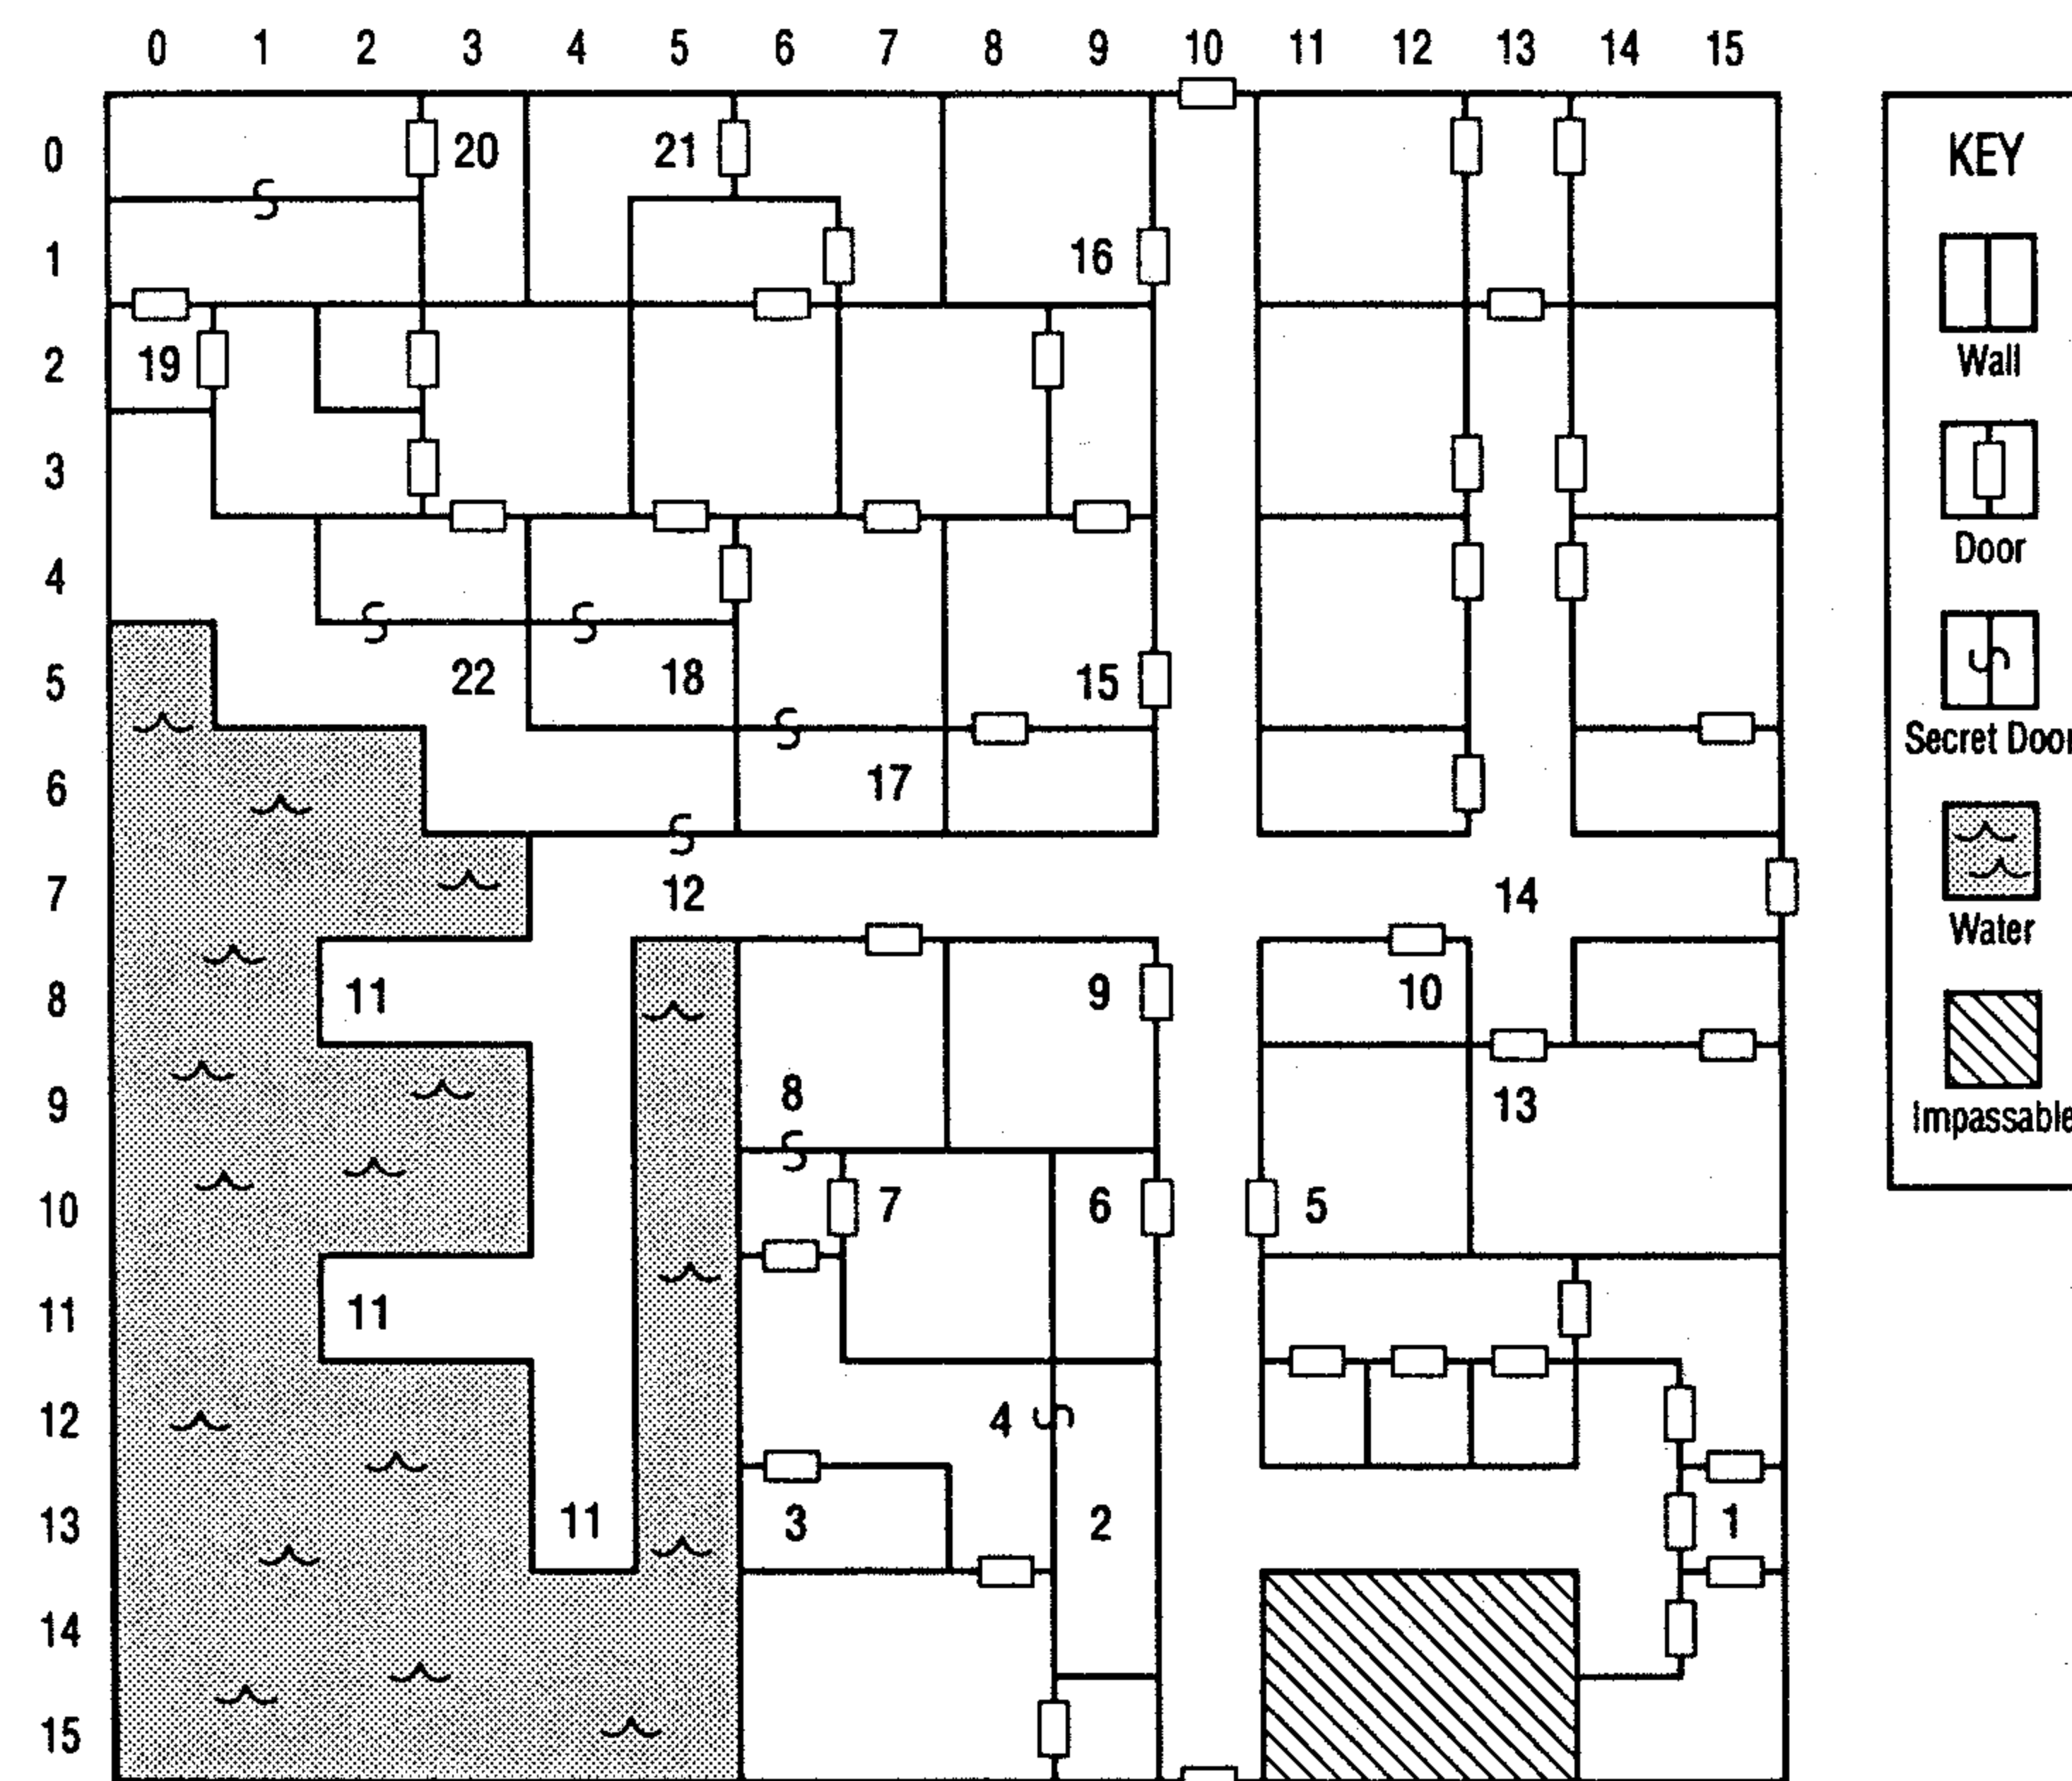 0 1 2 3 4 5 6 7 8 9 10 11 12 13 14 15
0 20 21
1 16
2 19
3
4
5 22 18 15
6 17
7 12 14
8 11 9 10
9 8 13
10 7 6 5
11 11
12 4
13 11 3 2 1
14
15
KEY
Wall
Door
S
Secret Door
Water
Impassable